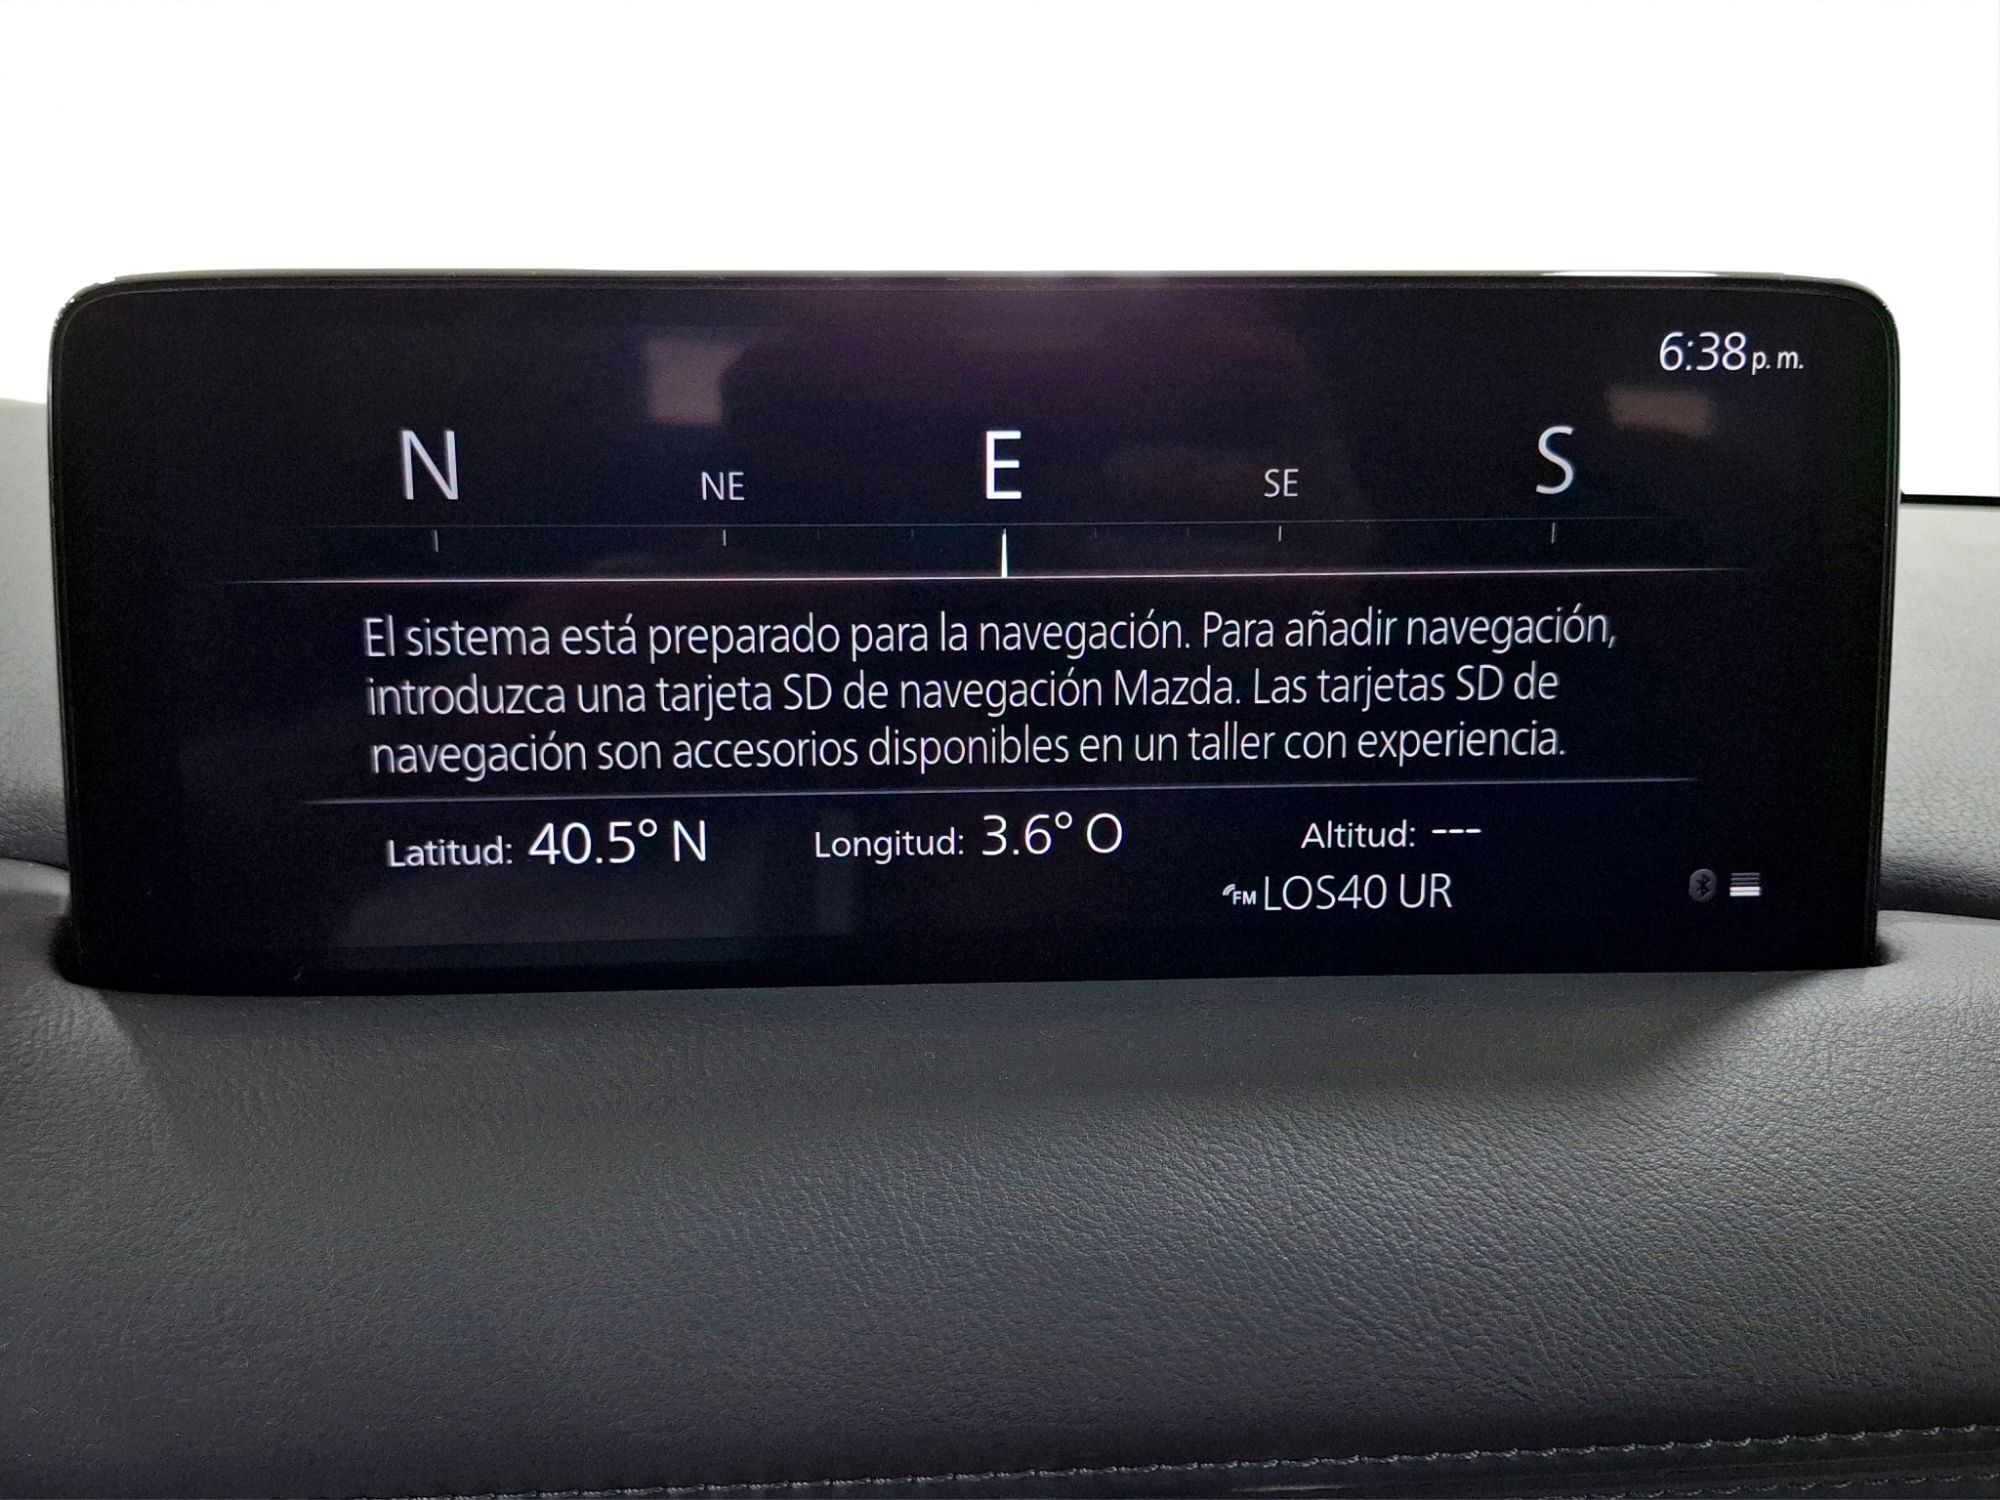 6:38 p. m.
N NE E SE S
El sistema está preparado para la navegación. Para añadir navegación,
introduzca una tarjeta SD de navegación Mazda. Las tarjetas SD de
navegación son accesorios disponibles en un taller con experiencia.
Latitud: 40.5° N Longitud: 3.6° O Altitud: ---
FM LOS40 UR